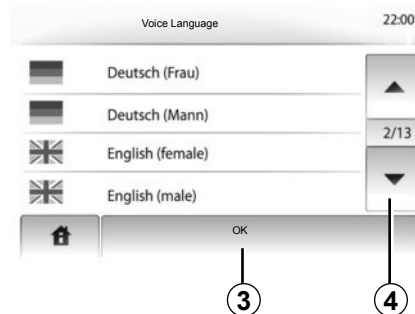 Voice Language
22:00
Deutsch (Frau)
Deutsch (Mann)
2/13
English (female)
English (male)
OK
3
4